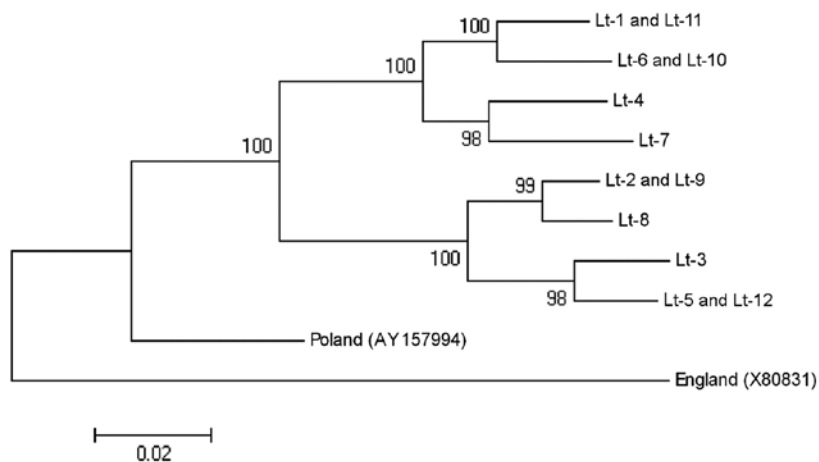 100
Lt-1 and Lt-11
Lt-6 and Lt-10
100
Lt-4
98
Lt-7
100
99
Lt-2 and Lt-9
Lt-8
100
Lt-3
98
Lt-5 and Lt-12
Poland (AY157994)
England (X80831)
0.02